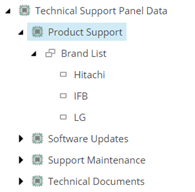 Technical Support Panel Data
Product Support
Brand List
Hitachi
IFB
LG
Software Updates
Support Maintenance
Technical Documents